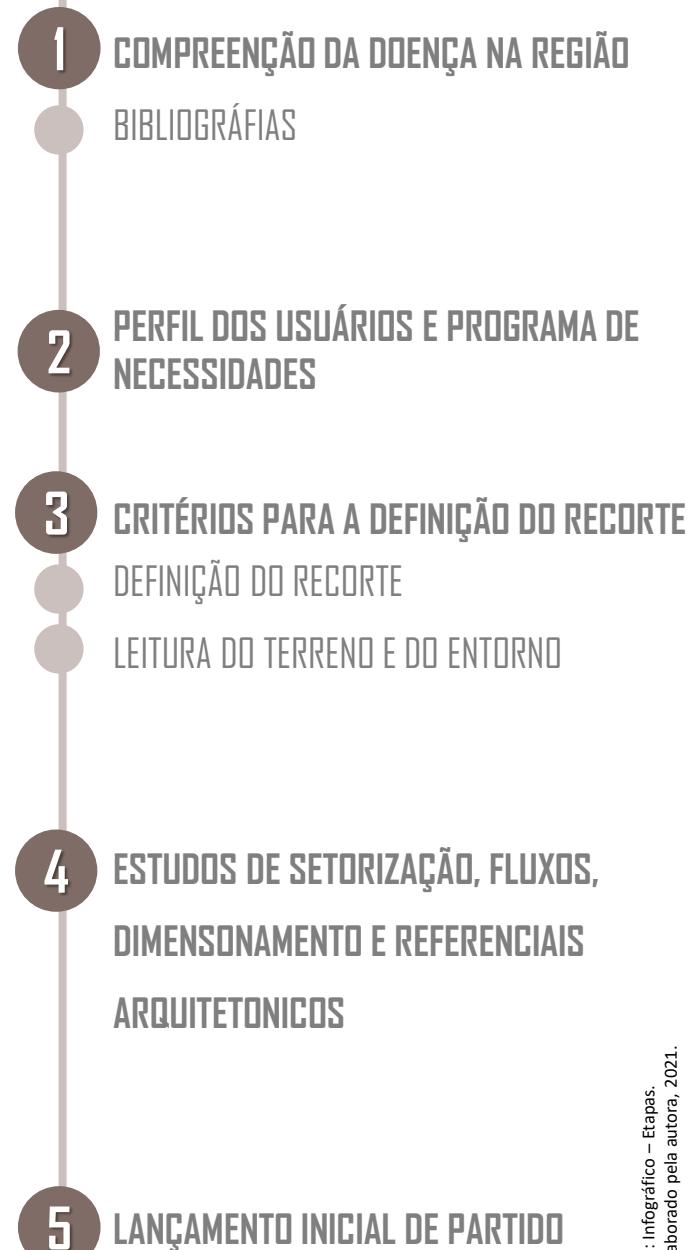 1 COMPREENÇÃO DA DOENÇA NA REGIÃO
BIBLIOGRÁFIAS
2 PERFIL DOS USUÁRIOS E PROGRAMA DE
NECESSIDADES
3 CRITÉRIOS PARA A DEFINIÇÃO DO RECORTE
DEFINIÇÃO DO RECORTE
LEITURA DO TERRENO E DO ENTORNO
4 ESTUDOS DE SETORIZAÇÃO, FLUXOS,
DIMENSONAMENTO E REFERENCIAIS
ARQUITETONICOS
5 LANÇAMENTO INICIAL DE PARTIDO
: Infográfico – Etapas.
aborado pela autora, 2021.